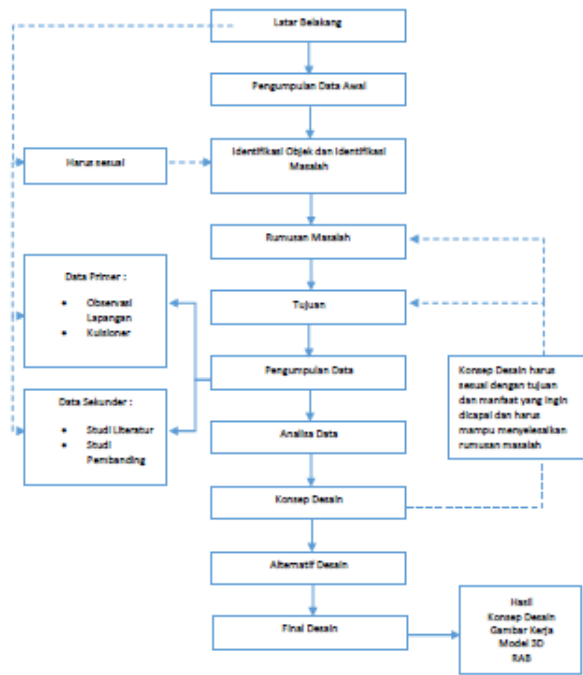 Latar Belakang
Pengumpulan Data Awal
Harus sesuai
Identifikasi Objek dan Identifikasi
Masalah
Rumusan Masalah
Data Primer :
• Observasi
Lapangan
• Kuisioner
Tujuan
Pengumpulan Data
Konsep Desain harus
sesuai dengan tujuan
dan manfaat yang ingin
dicapai dan harus
mampu menyelesaikan
rumusan masalah
Data Sekunder :
• Studi Literatur
• Studi
Pembanding
Analisa Data
Konsep Desain
Alternatif Desain
Final Desain
Hasil
Konsep Desain
Gambar Kerja
Model 3D
RAB